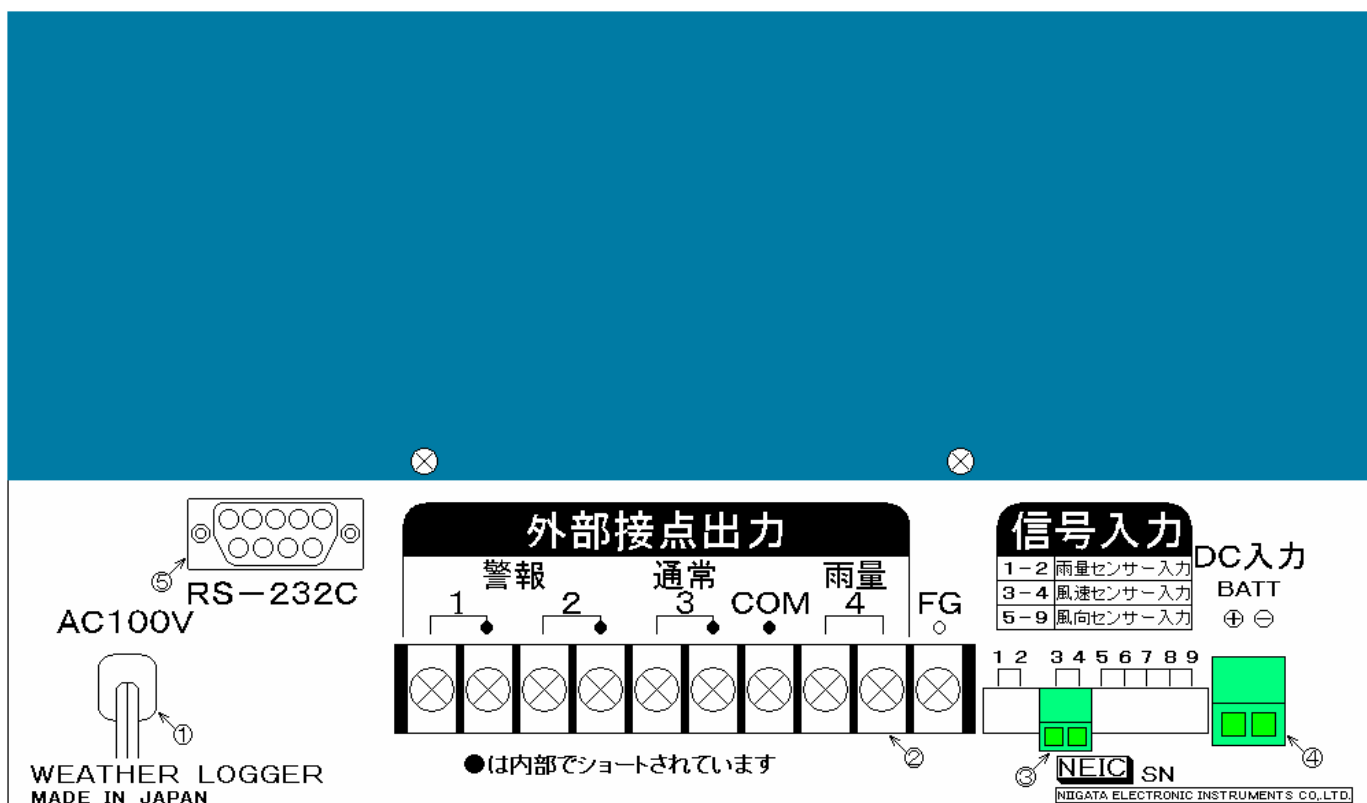 外部接点出力
警報 通常 雨量
1 2 3 COM 4 FG
●は内部でショートされています
信号入力
1-2 雨量センサー入力
3-4 風速センサー入力
5-9 風向センサー入力
1 2 3 4 5 6 7 8 9
DC入力
BATT
⊕ ⊖
⑤
RS-232C
AC100V
①
②
③
④
WEATHER LOGGER
MADE IN JAPAN
NEIC SN
NIIGATA ELECTRONIC INSTRUMENTS CO,.LTD.